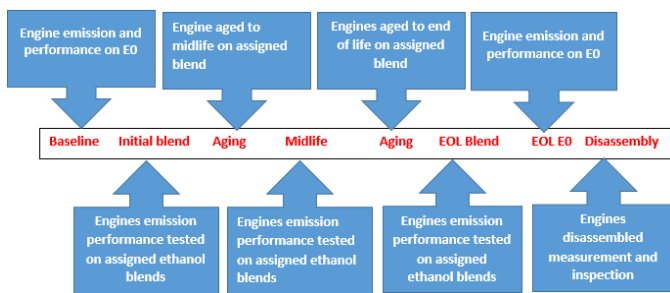 Engine emission and
performance on E0
Engine aged to
midlife on assigned
blend
Engines aged to end
of life on assigned
blend
Engine emission and
performance on E0
Baseline Initial blend Aging Midlife Aging EOL Blend EOL E0 Disassembly
Engines emission
performance tested
on assigned ethanol
blends
Engines emission
performance tested on
assigned ethanol blends
Engines emission
performance tested
on assigned
ethanol blends
Engines
disassembled
measurement and
inspection